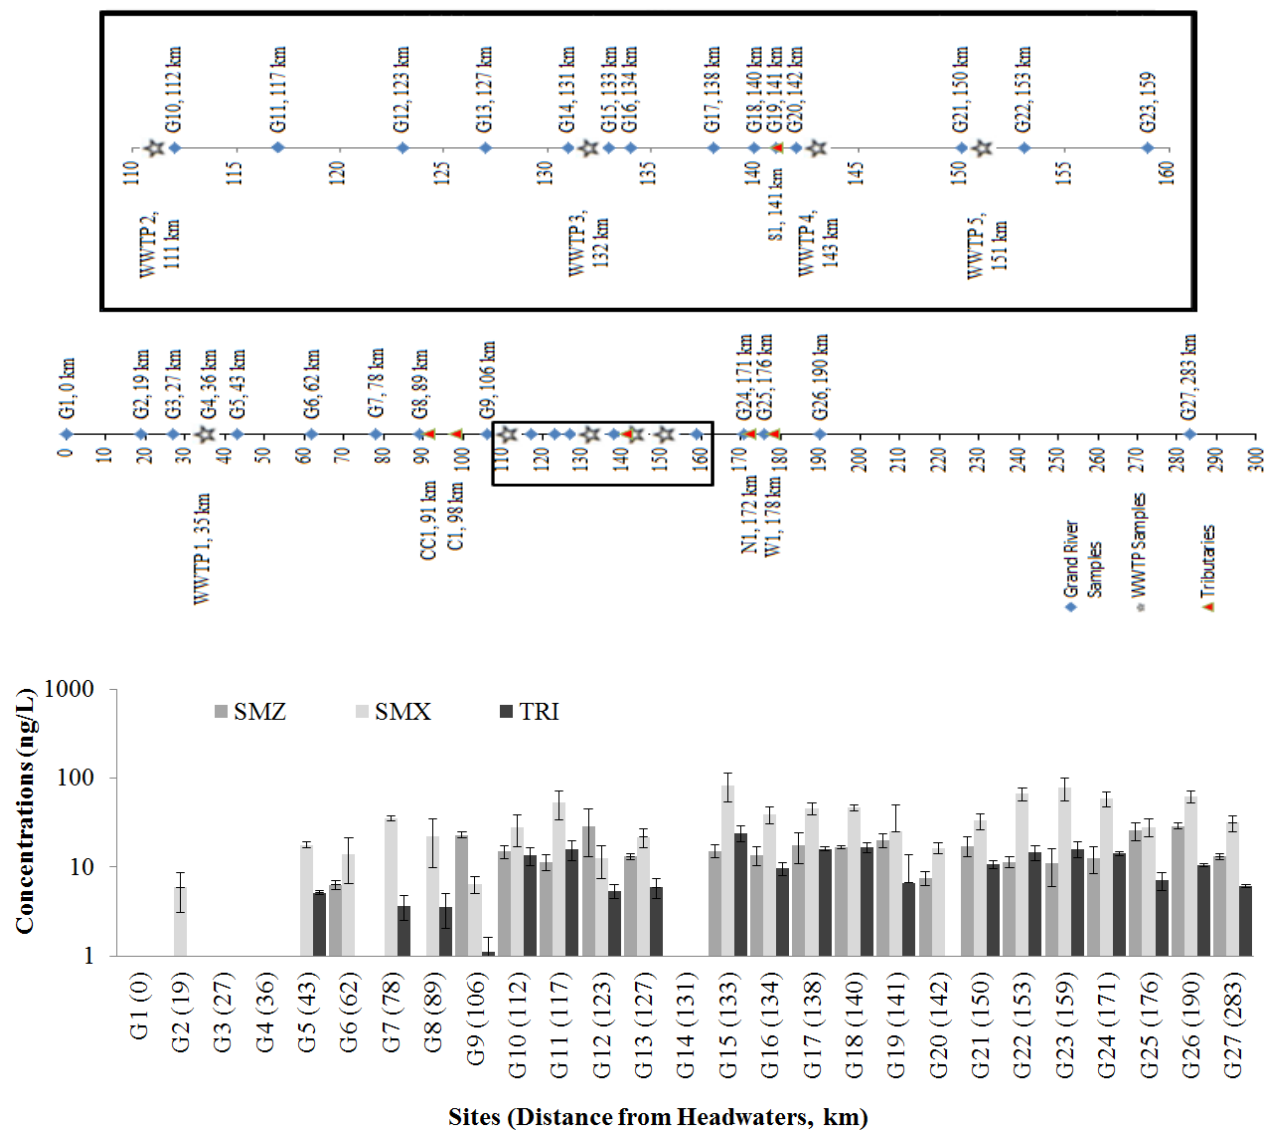 G10, 112 km
G11, 117 km
G12, 123 km
G13, 127 km
G14, 131 km
G15, 133 km
G16, 134 km
G17, 138 km
G18, 140 km
G19, 141 km
G20, 142 km
G21, 150 km
G22, 153 km
G23, 159
110
115
120
125
130
135
140
145
150
155
160
WWTP 2,
111 km
WWTP 3,
132 km
S1, 141 km
WWTP 4,
143 km
WWTP 5,
151 km
G1, 0 km
G2, 19 km
G3, 27 km
G4, 36 km
G5, 43 km
G6, 62 km
G7, 78 km
G8, 89 km
G9, 106 km
G24, 171 km
G25, 176 km
G26, 190 km
G27, 283 km
0
10
20
30
40
50
60
70
80
90
100
110
120
130
140
150
160
170
180
190
200
210
220
230
240
250
260
270
280
290
300
WWTP 1, 35 km
CC1, 91 km
C1, 98 km
N1, 172 km
W1, 178 km
Grand River
Samples
WWTP Samples
Tributaries
Concentrations (ng/L)
1000
100
10
1
SMZ
SMX
TRI
G1 (0)
G2 (19)
G3 (27)
G4 (36)
G5 (43)
G6 (62)
G7 (78)
G8 (89)
G9 (106)
G10 (112)
G11 (117)
G12 (123)
G13 (127)
G14 (131)
G15 (133)
G16 (134)
G17 (138)
G18 (140)
G19 (141)
G20 (142)
G21 (150)
G22 (153)
G23 (159)
G24 (171)
G25 (176)
G26 (190)
G27 (283)
Sites (Distance from Headwaters, km)